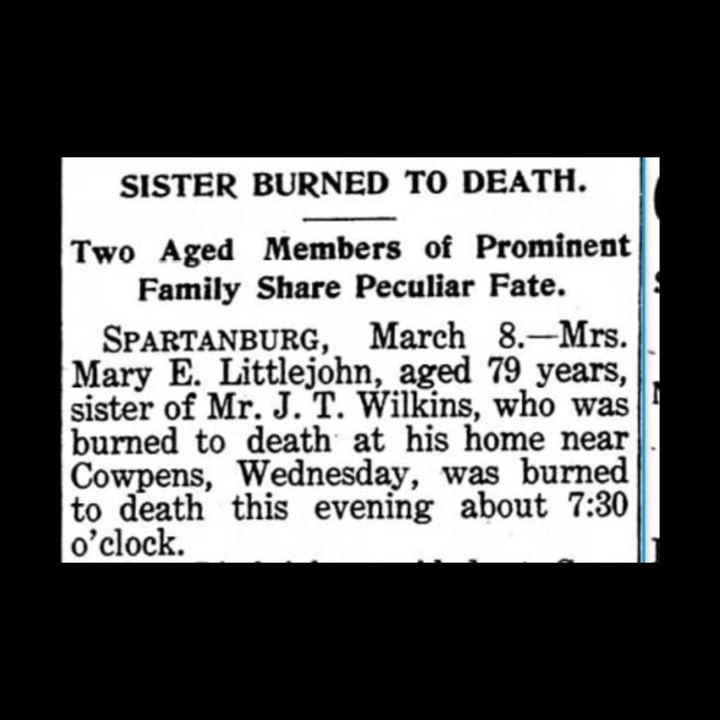 SISTER BURNED TO DEATH.
Two Aged Members of Prominent
Family Share Peculiar Fate.
SPARTANBURG, March 8.—Mrs.
Mary E. Littlejohn, aged 79 years,
sister of Mr. J. T. Wilkins, who was
burned to death at his home near
Cowpens, Wednesday, was burned
to death this evening about 7:30
o'clock.